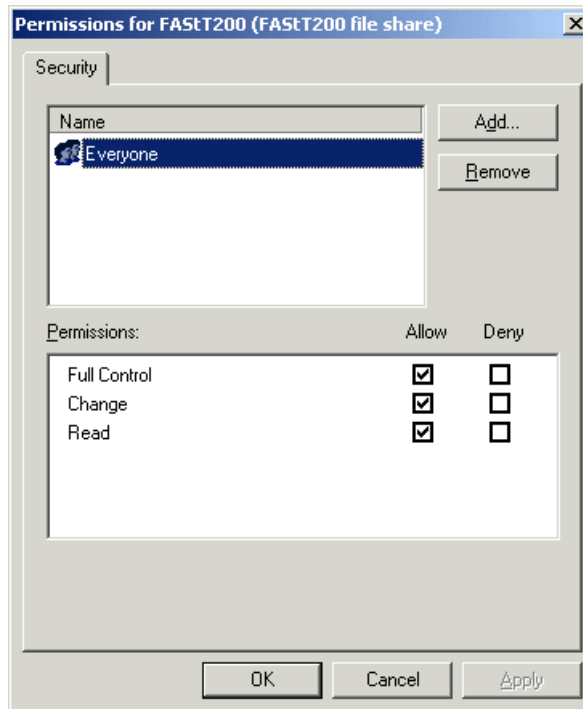 Permissions for FAStT200 (FAStT200 file share)
Security
Name
Add...
Everyone
Remove
Permissions: Allow Deny
Full Control
Change
Read
OK Cancel Apply